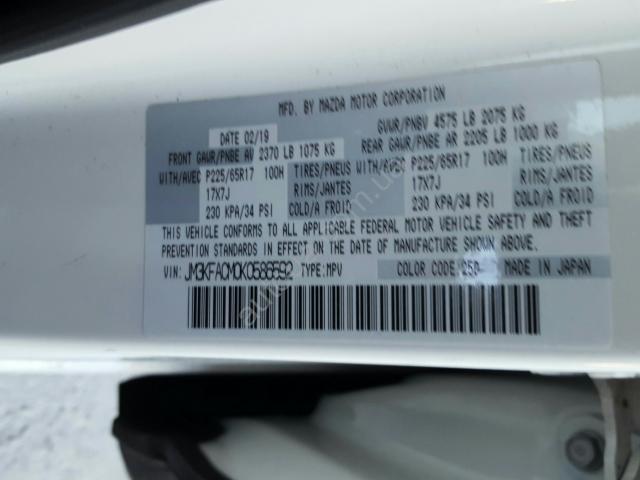 MFD. BY MAZDA MOTOR CORPORATION
DATE 02/19 GVWR/PNBV 4575 LB 2075 KG
FRONT GAWR/PNBE AV 2370 LB 1075 KG REAR GAWR/PNBE AR 2205 LB 1000 KG
WITH/AVEC P225/65R17 100H TIRES/PNEUS WITH/AVEC P225/65R17 100H TIRES/PNEUS
17X7J RIMS/JANTES 17X7J RIMS/JANTES
230 KPA/34 PSI COLD/A FROID 230 KPA/34 PSI COLD/A FROID
THIS VEHICLE CONFORMS TO ALL APPLICABLE FEDERAL MOTOR VEHICLE SAFETY AND THEFT
PREVENTION STANDARDS IN EFFECT ON THE DATE OF MANUFACTURE SHOWN ABOVE.
VIN: JM3KFACM0K0586592 TYPE: MPV COLOR CODE: 25D MADE IN JAPAN